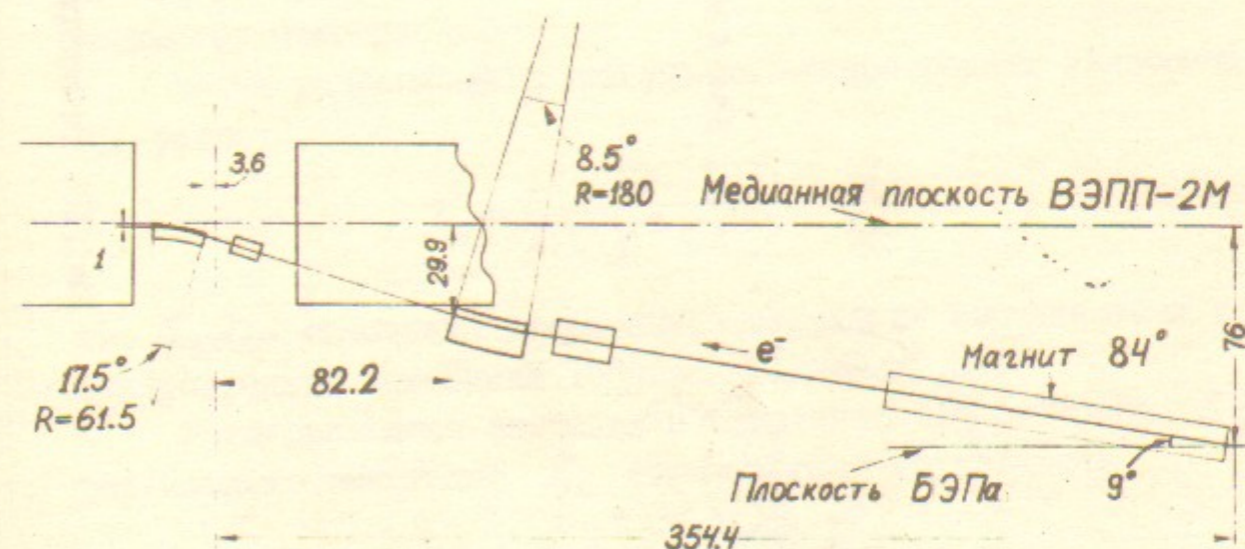 3.6
8.5°
R=180
Медианная плоскость ВЭПП-2М
1
29.9
17.5°
R=61.5
82.2
e⁻
Магнит 84°
76
Плоскость БЭПа
9°
354.4